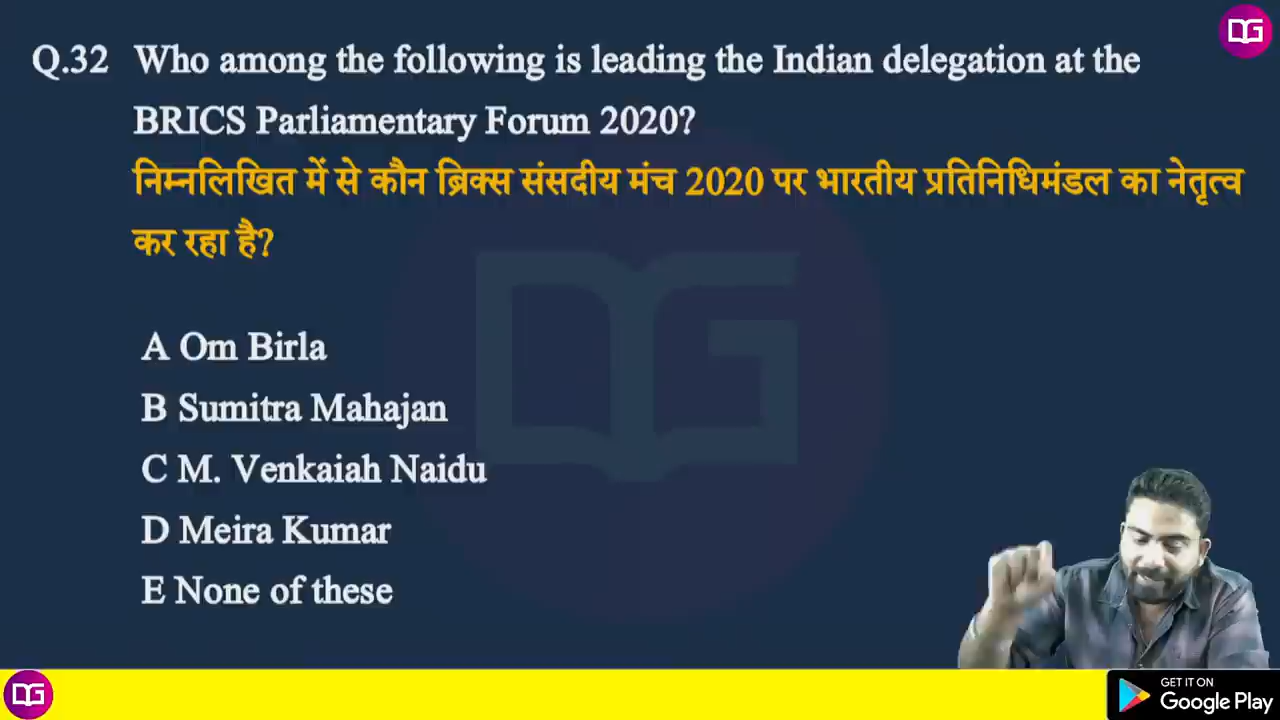 DG
Q.32 Who among the following is leading the Indian delegation at the
BRICS Parliamentary Forum 2020?
निम्नलिखित में से कौन ब्रिक्स संसदीय मंच 2020 पर भारतीय प्रतिनिधिमंडल का नेतृत्व
कर रहा है?
A Om Birla
B Sumitra Mahajan
C M. Venkaiah Naidu
D Meira Kumar
E None of these
DG
GET IT ON
Google Play